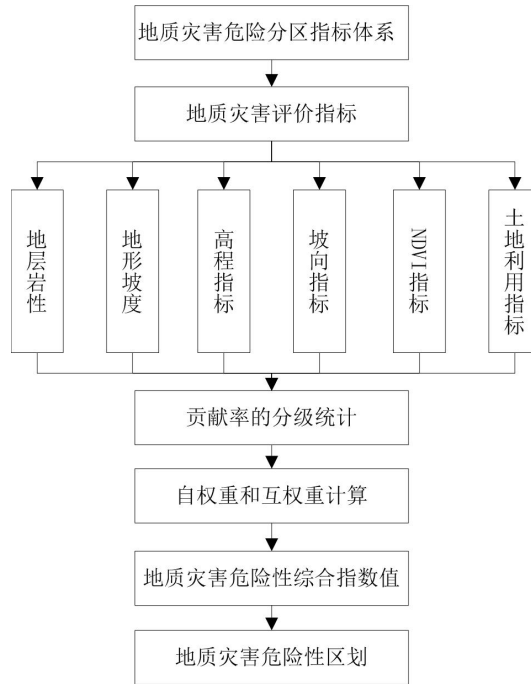 地质灾害危险分区指标体系
地质灾害评价指标
地层岩性
地形坡度
高程指标
坡向指标
NDVI指标
土地利用指标
贡献率的分级统计
自权重和互权重计算
地质灾害危险性综合指数值
地质灾害危险性区划